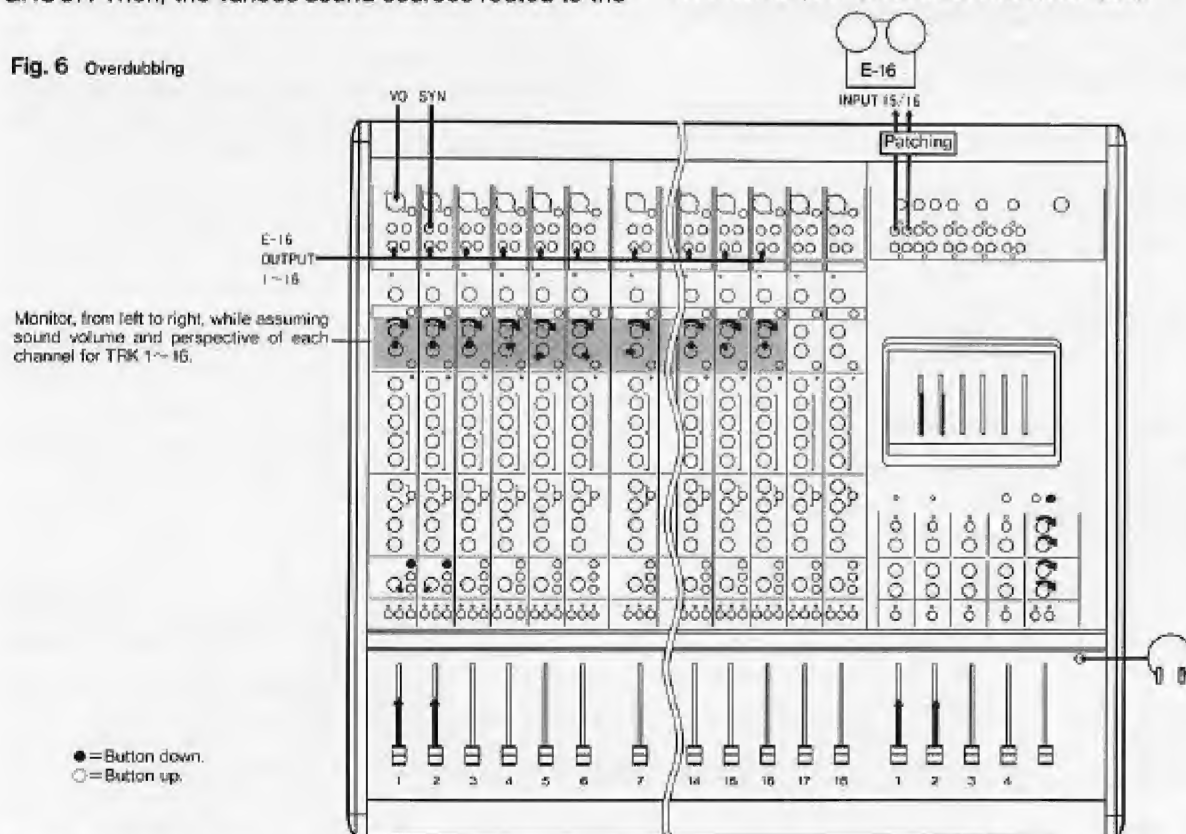 Fig. 6 Overdubbing
E-16
INPUT 15/16
Patching
VO SYN
E-16
OUTPUT
1~16
Monitor, from left to right, while assuming
sound volume and perspective of each
channel for TRK 1~16.
●=Button down.
○=Button up.
1 2 3 4 5 6 7 14 15 16 17 18 1 2 3 4